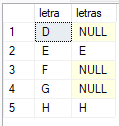 letra letras
1 D NULL
2 E E
3 F NULL
4 G NULL
5 H H